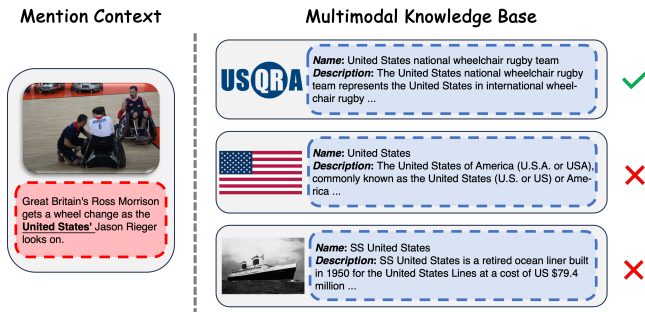 Mention Context
Multimodal Knowledge Base
Great Britain's Ross Morrison
gets a wheel change as the
United States' Jason Rieger
looks on.
USQRA
Name: United States national wheelchair rugby team
Description: The United States national wheelchair rugby
team represents the United States in international wheel-
chair rugby ...
Name: United States
Description: The United States of America (U.S.A. or USA),
commonly known as the United States (U.S. or US) or Ame-
rica ...
Name: SS United States
Description: SS United States is a retired ocean liner built
in 1950 for the United States Lines at a cost of US $79.4
million ...